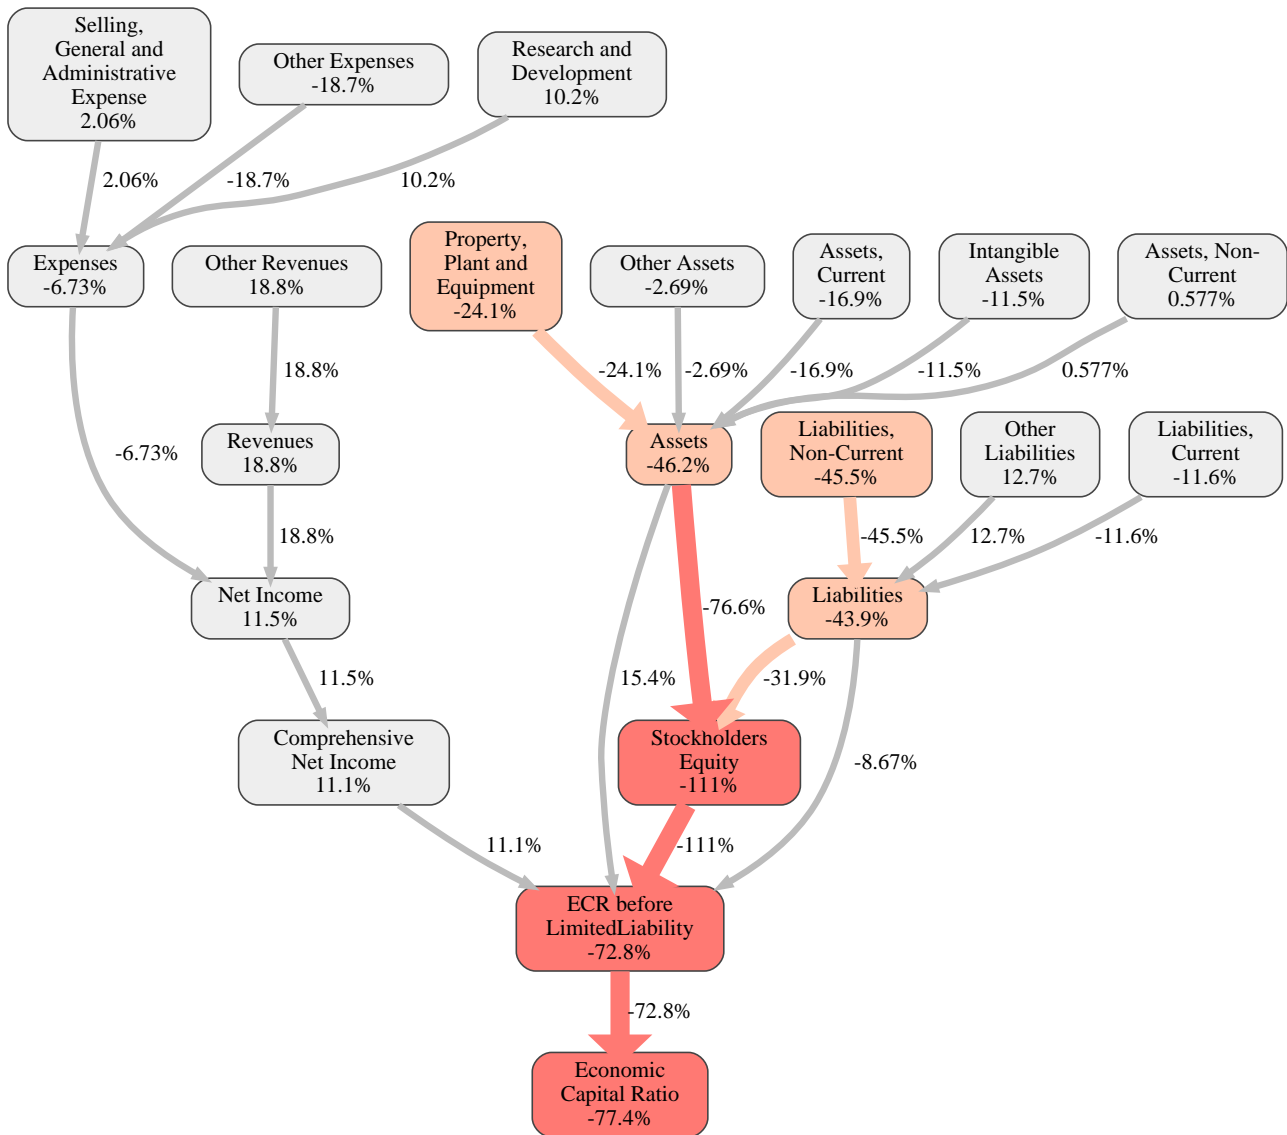 Selling,
General and
Administrative
Expense
2.06%
Other Expenses
-18.7%
Research and
Development
10.2%
2.06%
-18.7%
10.2%
Expenses
-6.73%
Other Revenues
18.8%
Property,
Plant and
Equipment
-24.1%
Other Assets
-2.69%
Assets,
Current
-16.9%
Intangible
Assets
-11.5%
Assets, Non-
Current
0.577%
18.8%
-24.1%
-2.69%
-16.9%
-11.5%
0.577%
-6.73%
Revenues
18.8%
Assets
-46.2%
Liabilities,
Non-Current
-45.5%
Other
Liabilities
12.7%
Liabilities,
Current
-11.6%
18.8%
-45.5%
12.7%
-11.6%
Net Income
11.5%
-76.6%
Liabilities
-43.9%
11.5%
15.4%
-31.9%
-8.67%
Comprehensive
Net Income
11.1%
Stockholders
Equity
-111%
11.1%
-111%
ECR before
LimitedLiability
-72.8%
-72.8%
Economic
Capital Ratio
-77.4%